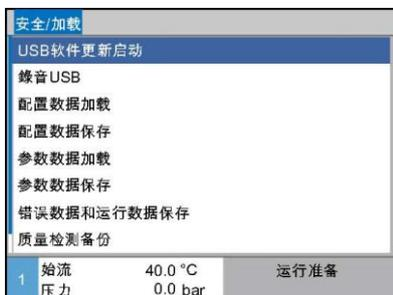 安全/加载
USB软件更新启动
錄音USB
配置数据加载
配置数据保存
参数数据加载
参数数据保存
错误数据和运行数据保存
质量检测备份
1 始流 40.0 °C 运行准备
压力 0.0 bar